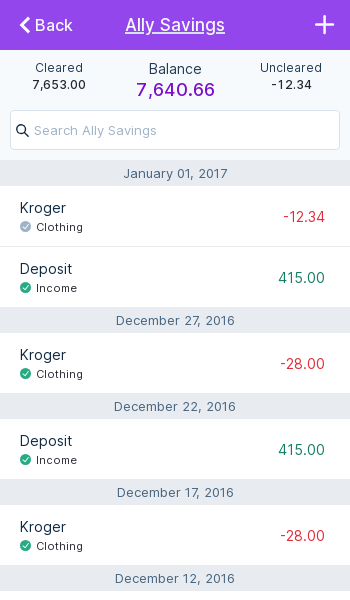 Back
Ally Savings
Cleared
Balance
Uncleared
7,653.00
7,640.66
-12.34
Search Ally Savings
January 01, 2017
Kroger
-12.34
Clothing
Deposit
415.00
Income
December 27, 2016
Kroger
-28.00
Clothing
December 22, 2016
Deposit
415.00
Income
December 17, 2016
Kroger
-28.00
Clothing
December 12, 2016